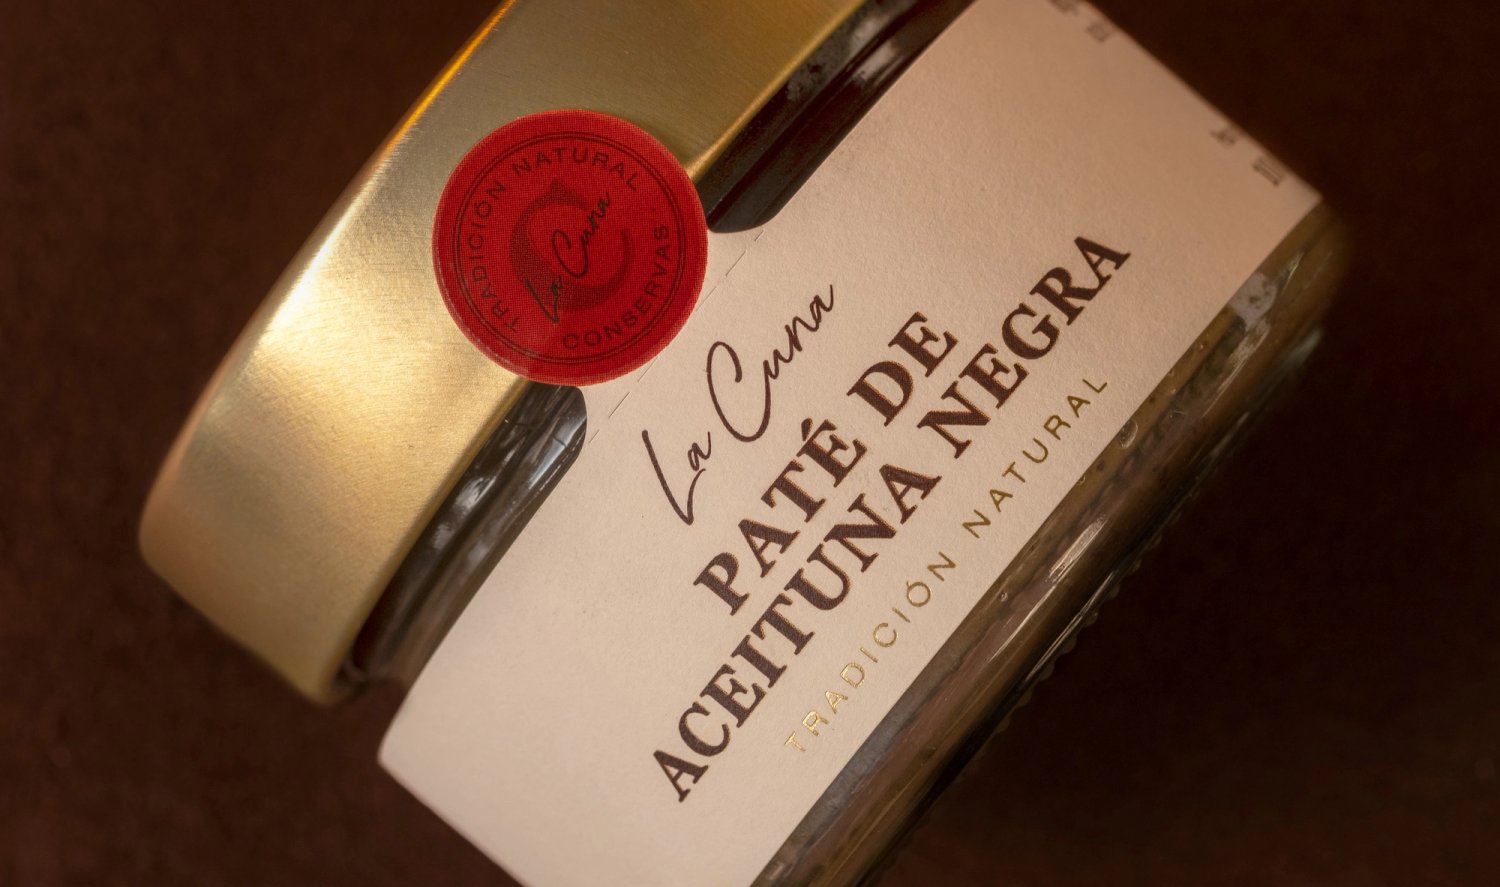 TRADICIÓN NATURAL
La Cuna
CONSERVAS
La Cuna
PATÉ DE
ACEITUNA NEGRA
TRADICIÓN NATURAL